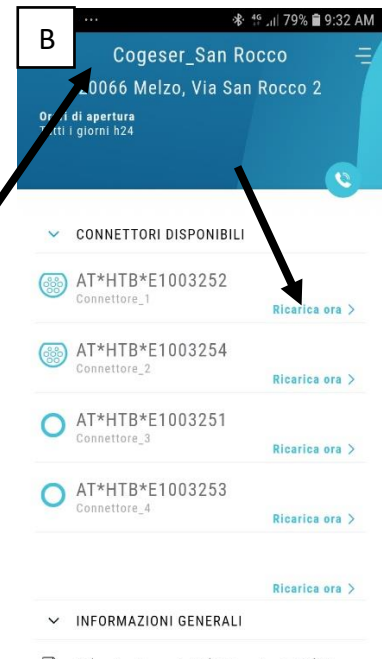 B
... 4G 79% 9:32 AM
Cogeser_San Rocco
20066 Melzo, Via San Rocco 2
Orari di apertura
Tutti i giorni h24
CONNETTORI DISPONIBILI
AT*HTB*E1003252
Connettore_1
Ricarica ora >
AT*HTB*E1003254
Connettore_2
Ricarica ora >
AT*HTB*E1003251
Connettore_3
Ricarica ora >
AT*HTB*E1003253
Connettore_4
Ricarica ora >
Ricarica ora >
INFORMAZIONI GENERALI